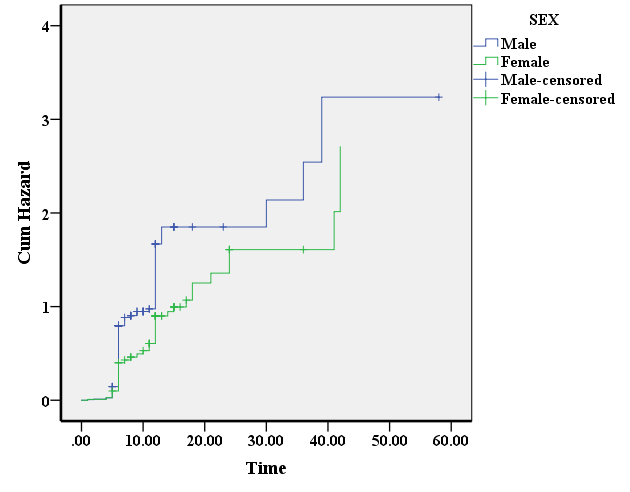 SEX
Male
Female
Male-censored
Female-censored
4
3
2
1
0
Cum Hazard
.00 10.00 20.00 30.00 40.00 50.00 60.00
Time